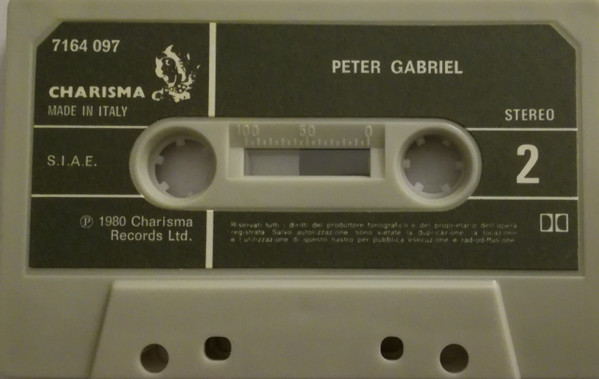 7164 097
CHARISMA
MADE IN ITALY
PETER GABRIEL
STEREO
100 50 0
S.I.A.E.
2
℗ 1980 Charisma
Records Ltd.
Riservati tutti i diritti del produttore fonografico e del proprietario dell'opera
registrata. Salvo autorizzazione, sono vietate la duplicazione, la locazione
e l'utilizzazione di questo nastro per pubblica esecuzione e radiodiffusione.